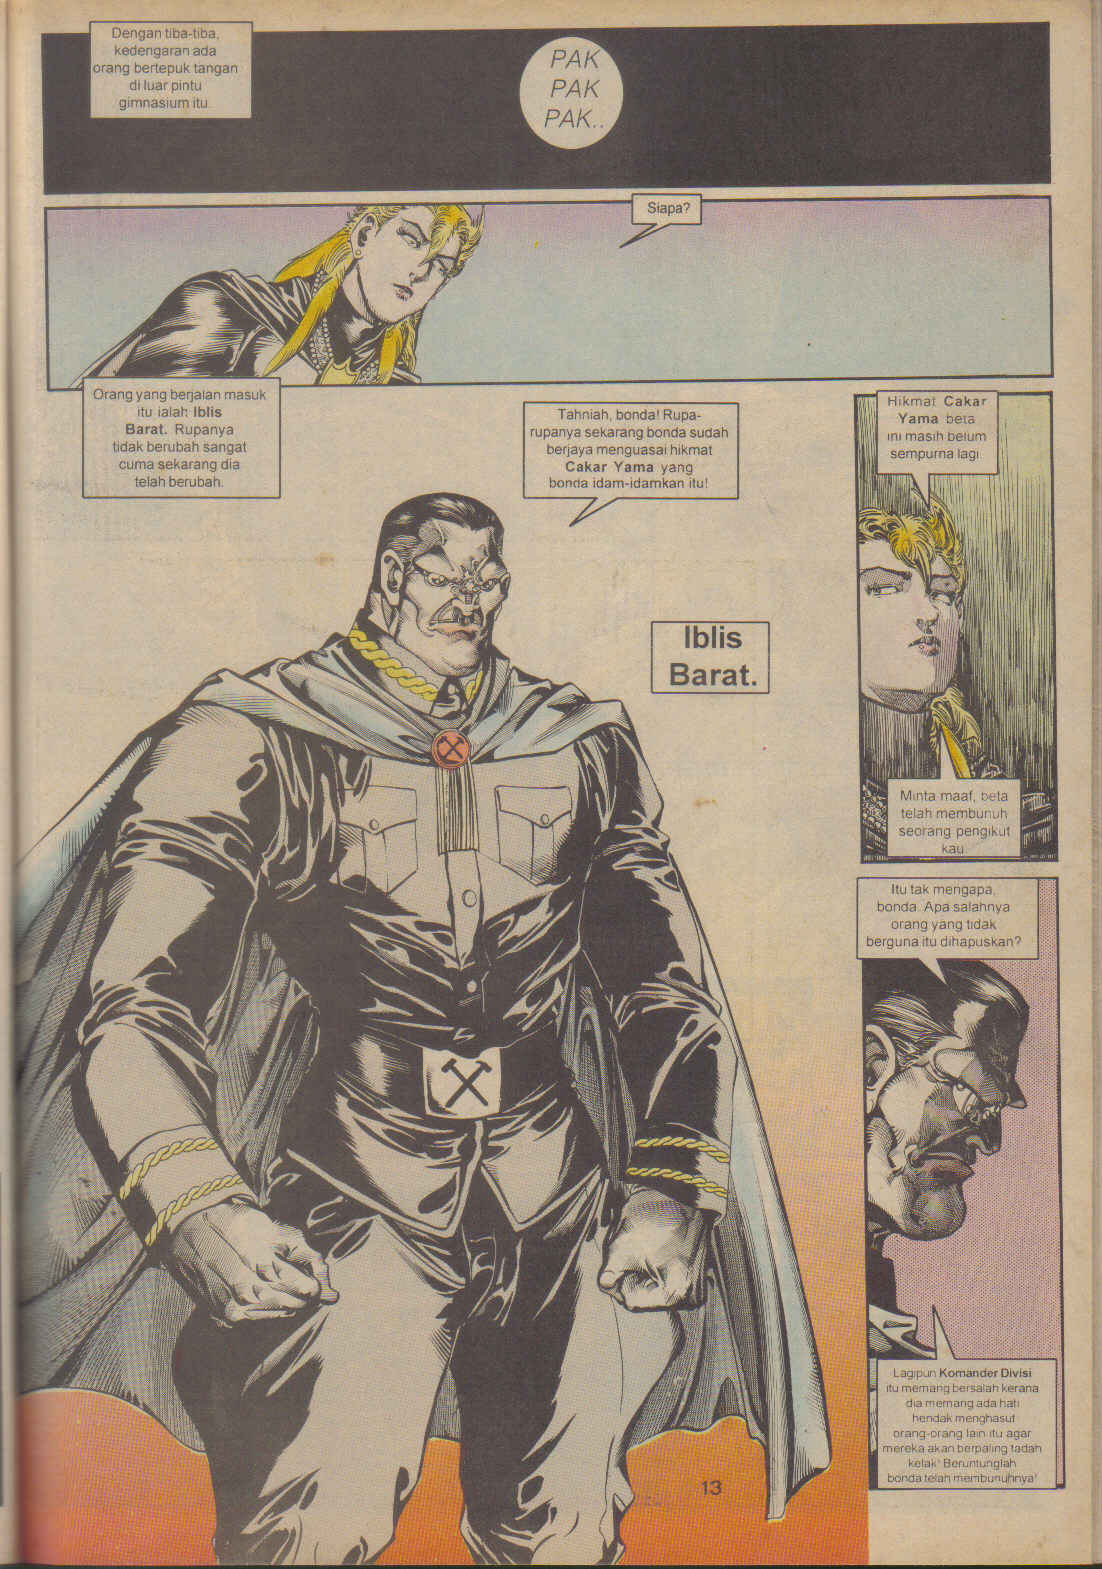 Dengan tiba-tiba,
kedengaran ada
orang bertepuk tangan
di luar pintu
gimnasium itu.
PAK
PAK
PAK..
Siapa?
Orang yang berjalan masuk
itu ialah Iblis
Barat. Rupanya
tidak berubah sangat
cuma sekarang dia
telah berubah.
Tahniah, bonda! Rupa-
rupanya sekarang bonda sudah
berjaya menguasai hikmat
Cakar Yama yang
bonda idam-idamkan itu!
Iblis
Barat.
Hikmat Cakar
Yama beta
ini masih belum
sempurna lagi.
Minta maaf, beta
telah membunuh
seorang pengikut
kau.
Itu tak mengapa,
bonda. Apa salahnya
orang yang tidak
berguna itu dihapuskan?
Lagipun Komander Divisi
itu memang bersalah kerana
dia memang ada hati
hendak menghasut
orang-orang lain itu agar
mereka akan berpaling tadah
kelak! Beruntunglah
bonda telah membunuhnya!
13